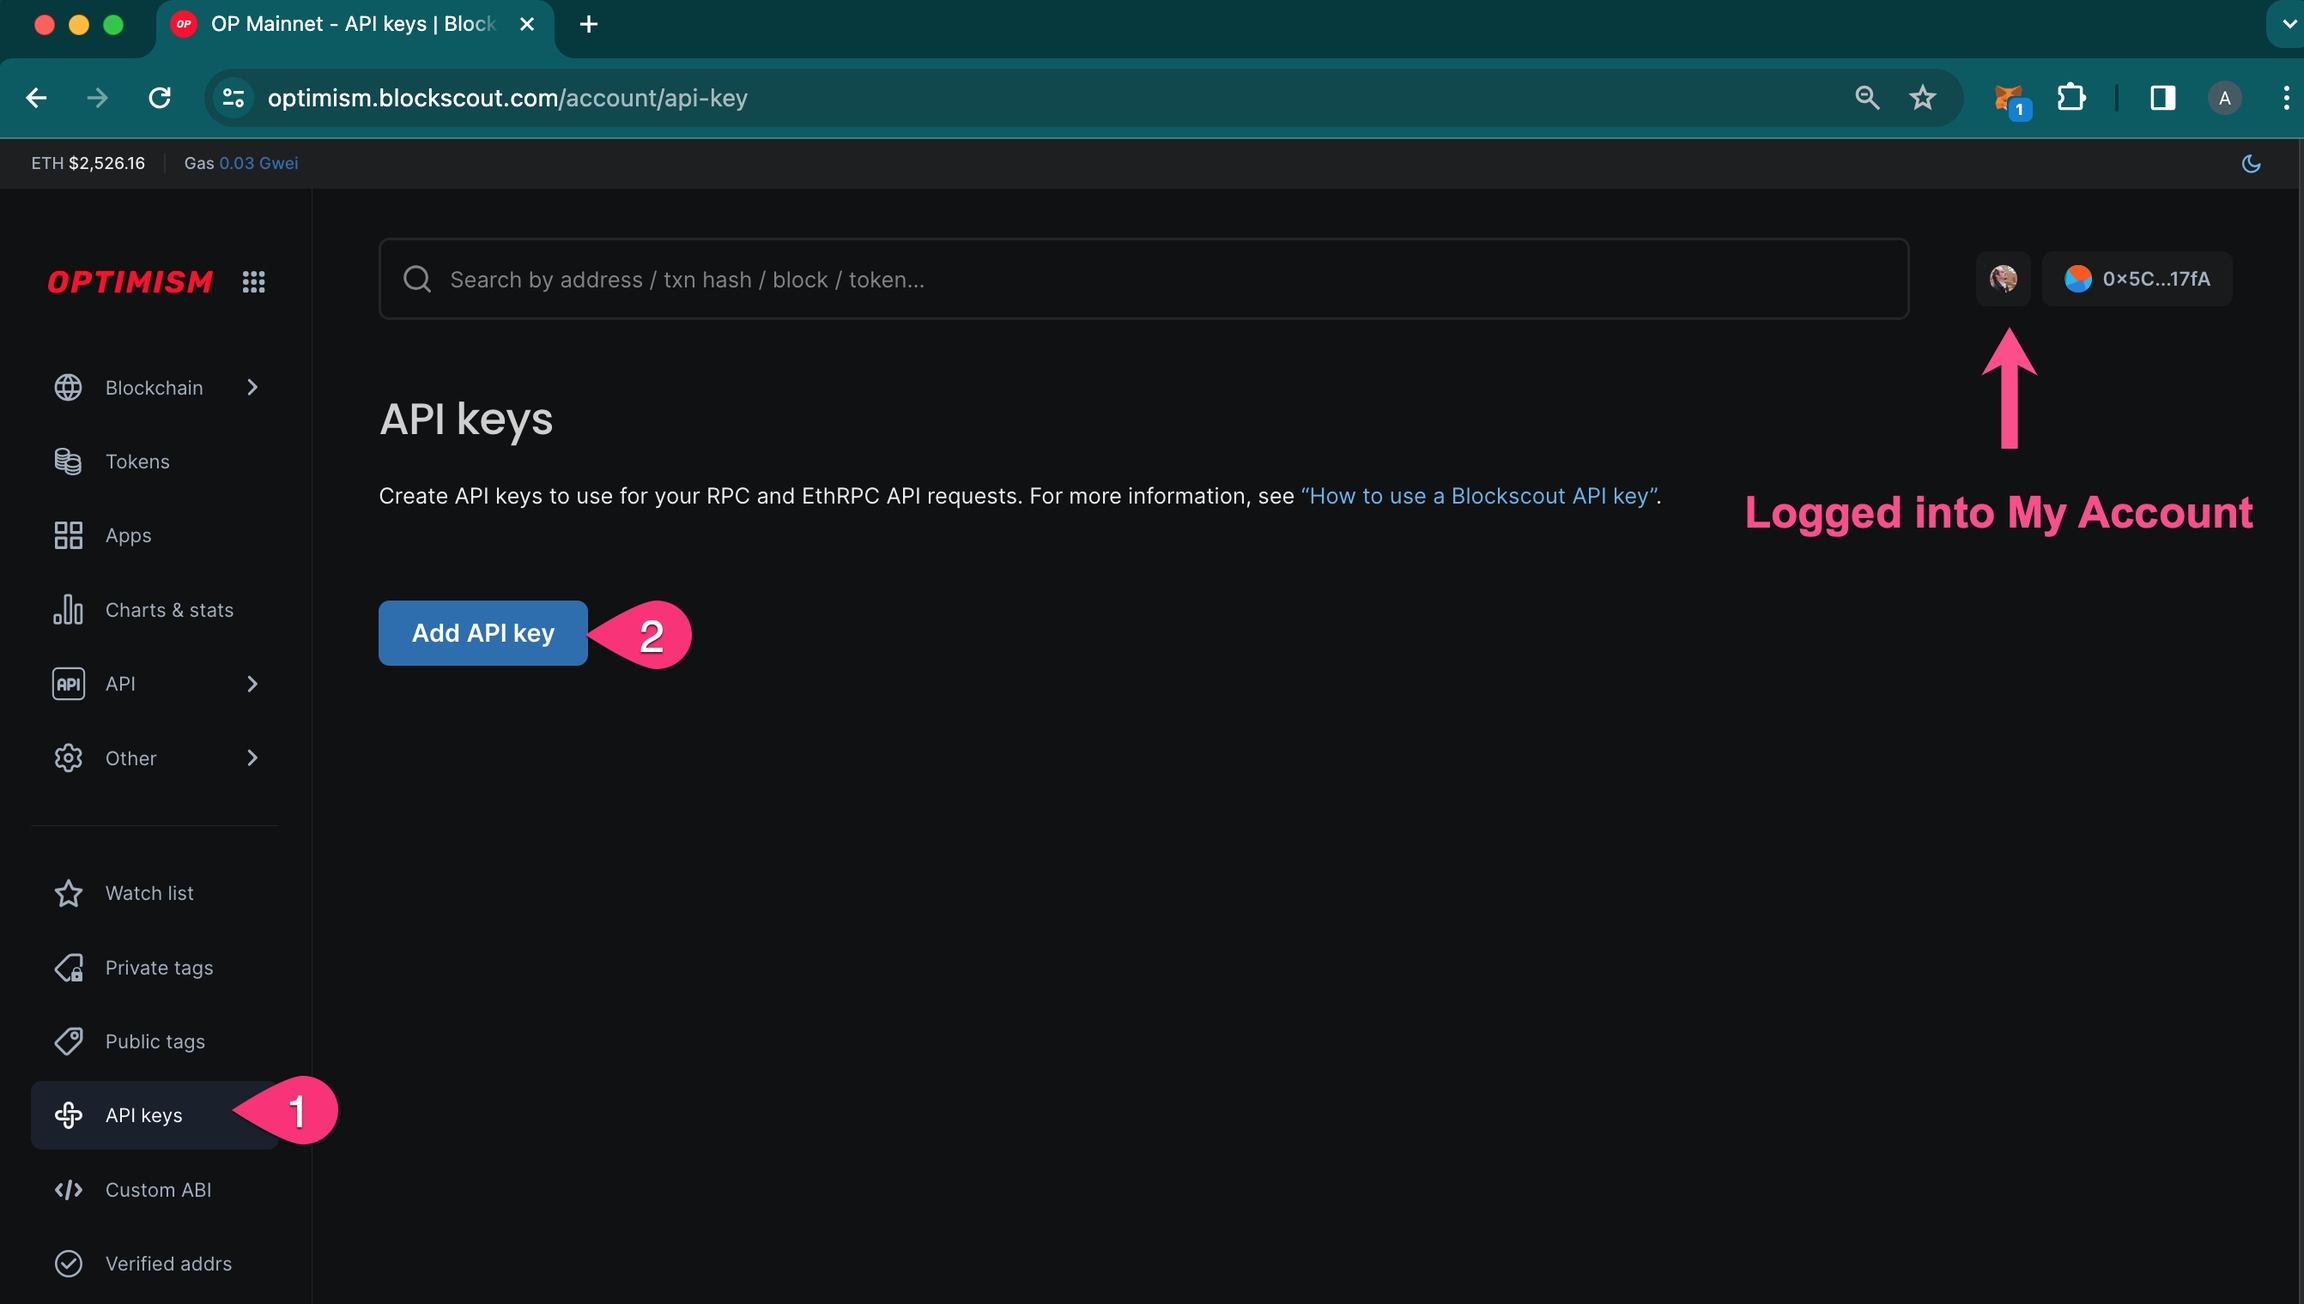 OP Mainnet - API keys | Block
optimism.blockscout.com/account/api-key
1
A
ETH $2,526.16
Gas 0.03 Gwei
OPTIMISM
Search by address / txn hash / block / token...
0x5C...17fA
Blockchain
Tokens
Apps
Charts & stats
API
Other
Watch list
Private tags
Public tags
API keys
1
Custom ABI
Verified addrs
API keys
Create API keys to use for your RPC and EthRPC API requests. For more information, see “How to use a Blockscout API key”.
Logged into My Account
Add API key
2